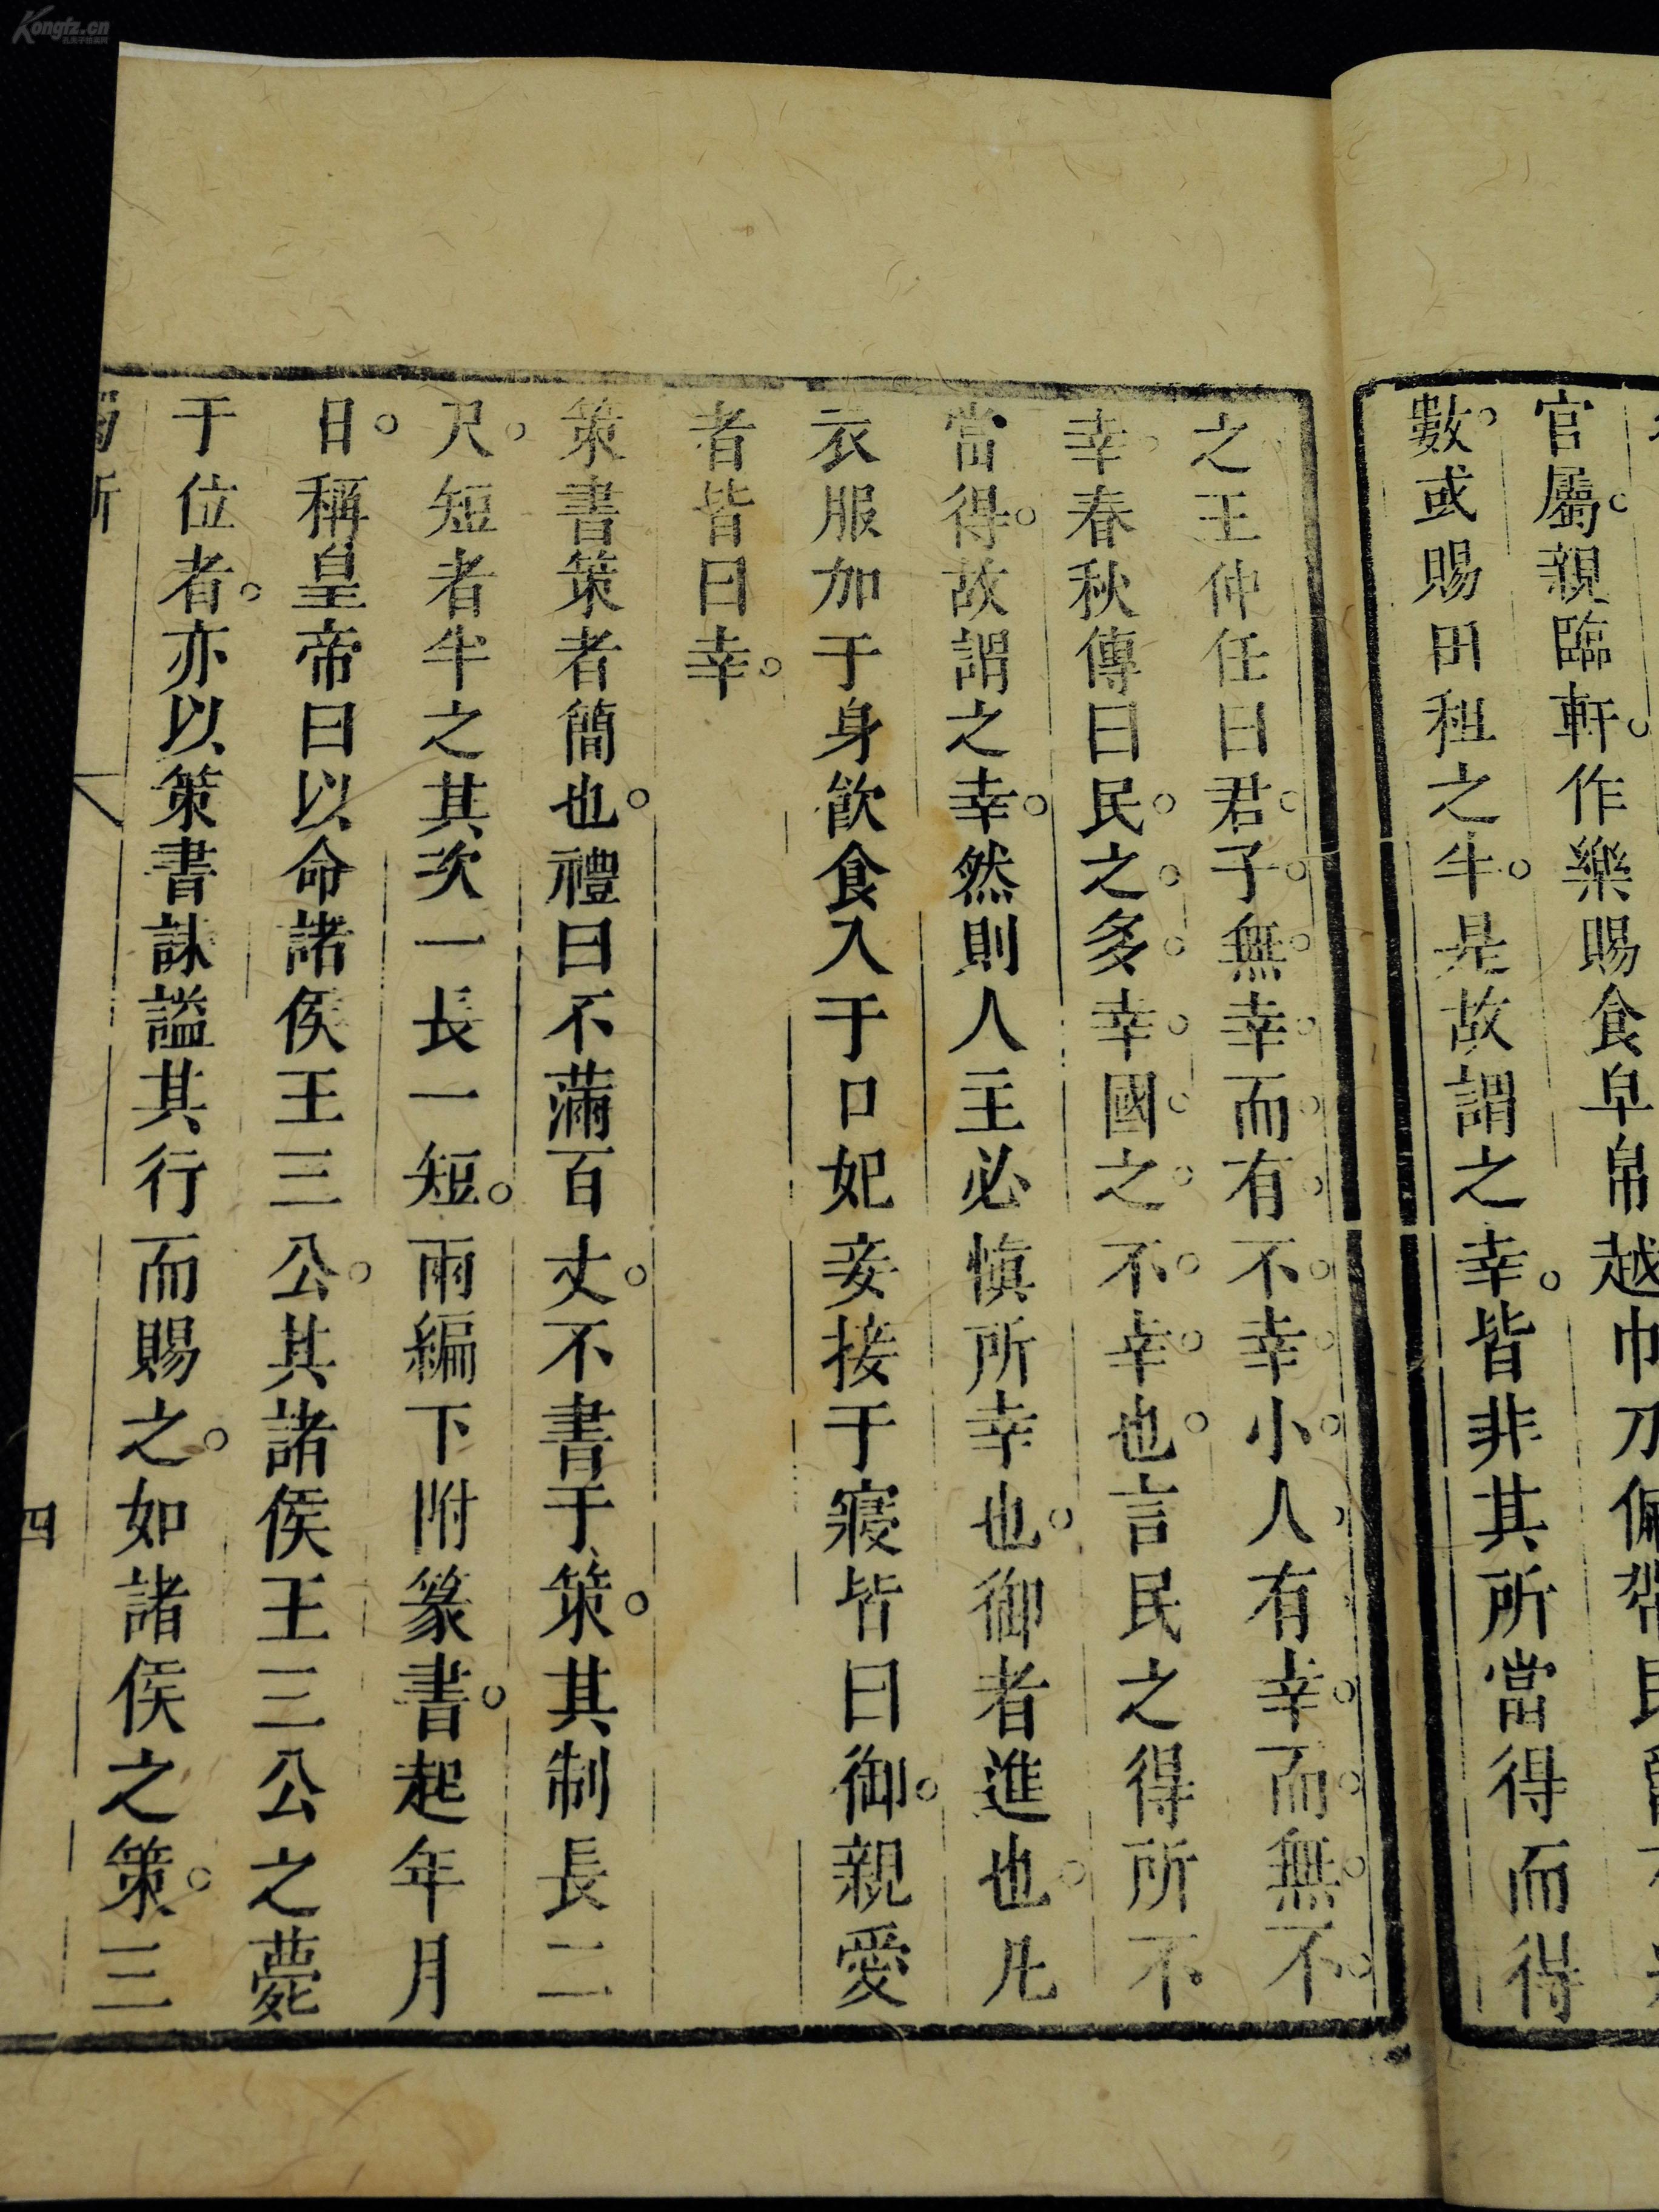 Kongfz.cn
官屬。親臨軒。作樂賜食皁帛越巾刀佩
數。或賜田租之半。是故謂之幸。皆非其所當得而得
之。王仲任曰君。子。無。幸。而。有。不。幸。小。人。有。幸。而。無。不。
幸。春秋傳曰民。之。多。幸。國。之。不。幸。也。言民之得所不
當得。故謂之幸。然則人主必慎所幸也。御者進也。凡
衣服加于身飲食入于口妃妾接于寢皆曰御。親愛
者皆曰幸。
策書策者簡也。禮曰不滿百丈。不書于策。其制長二
尺。短者半之其次一長一短。兩編下附篆書。起年月
日。稱皇帝曰以命諸侯王三公。其諸侯王三公之薨
于位者。亦以策書誄謚其行而賜之。如諸侯之策。三
四